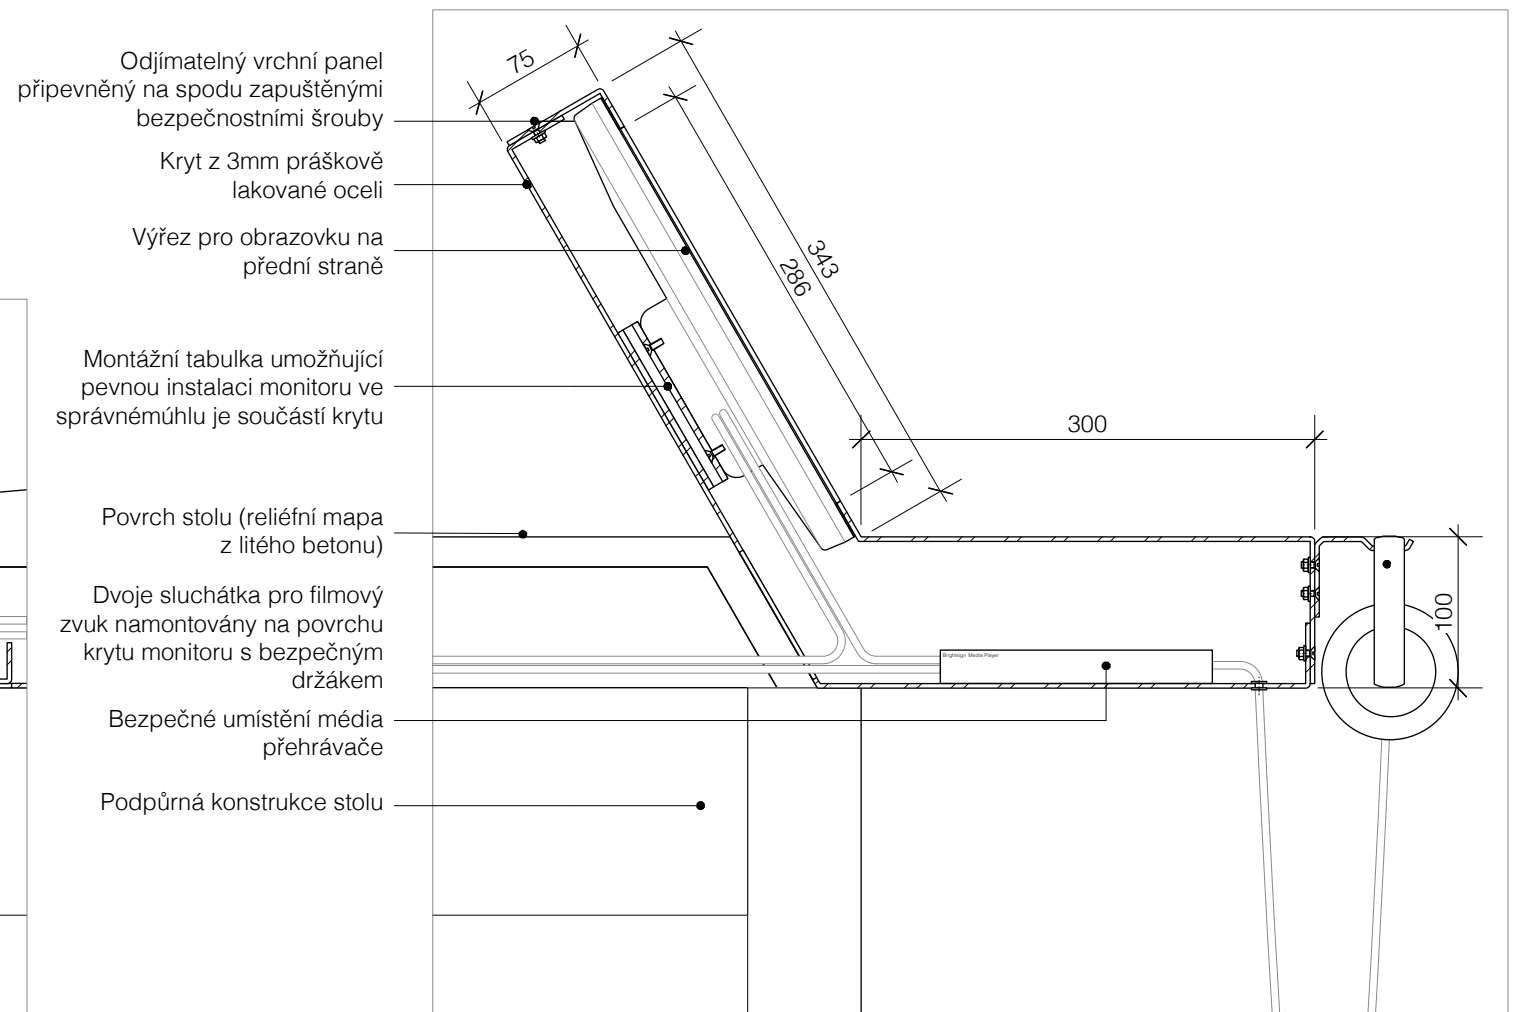 Odjímatelný vrchní panel
připevněný na spodu zapuštěnými
bezpečnostními šrouby
Kryt z 3mm práškově
lakované oceli
Výřez pro obrazovku na
přední straně
Montážní tabulka umožňující
pevnou instalaci monitoru ve
správnémúhlu je součástí krytu
Povrch stolu (reliéfní mapa
z litého betonu)
Dvoje sluchátka pro filmový
zvuk namontovány na povrchu
krytu monitoru s bezpečným
držákem
Bezpečné umístění média
přehrávače
Podpůrná konstrukce stolu
75
343
286
300
100
Brightsign Media Player